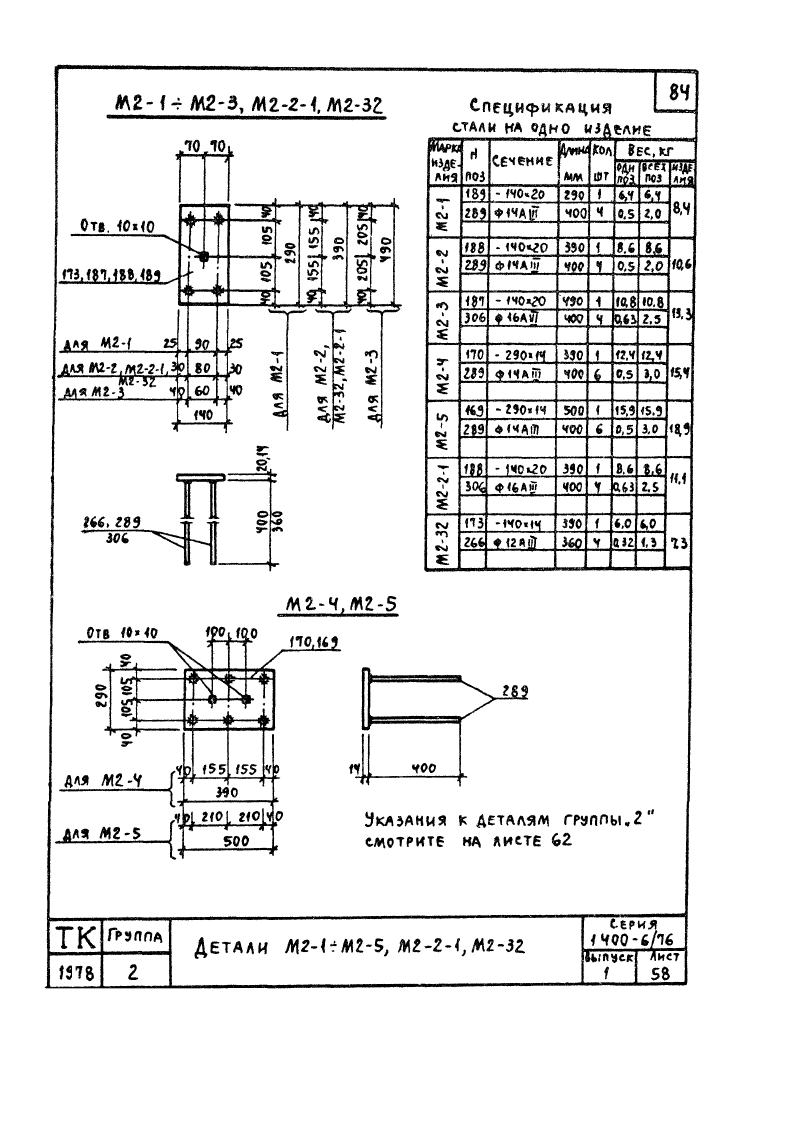 84
М2-1÷М2-3, М2-2-1, М2-32
70 70
Отв. 10×10
173,187,188,189
40 105 105 40 290
40 155 155 40 390
40 205 205 40 490
для М2-1 25 90 25
для М2-2, М2-2-1, М2-32 30 80 30
для М2-3 40 60 40
140
для М2-1
для М2-2, М2-32, М2-2-1
для М2-3
20,14
400
360
266, 289
306
Спецификация
стали на одно изделие
Марка изделия | Н поз | Сечение | Длина мм | Кол. шт | Вес, кг: одн поз | всех поз | изделия
М2-1 | 189 | - 140×20 | 290 | 1 | 6,4 | 6,4 | 8,4
289 | Ф 14А III | 400 | 4 | 0,5 | 2,0
М2-2 | 188 | - 140×20 | 390 | 1 | 8,6 | 8,6 | 10,6
289 | Ф 14А III | 400 | 4 | 0,5 | 2,0
М2-3 | 187 | - 140×20 | 490 | 1 | 10,8 | 10,8 | 13,3
306 | Ф 16А III | 400 | 4 | 0,63 | 2,5
М2-4 | 170 | - 290×14 | 390 | 1 | 12,4 | 12,4 | 15,4
289 | Ф 14А III | 400 | 6 | 0,5 | 3,0
М2-5 | 169 | - 290×14 | 500 | 1 | 15,9 | 15,9 | 18,9
289 | Ф 14А III | 400 | 6 | 0,5 | 3,0
М2-2-1 | 188 | - 140×20 | 390 | 1 | 8,6 | 8,6 | 11,1
306 | Ф 16А III | 400 | 4 | 0,63 | 2,5
М2-32 | 173 | - 140×14 | 390 | 1 | 6,0 | 6,0 | 7,3
266 | Ф 12А III | 360 | 4 | 0,32 | 1,3
М2-4, М2-5
Отв 10×10
100 100
170,169
40 105 105 40
290
289
14 400
для М2-4
40 155 155 40
390
для М2-5
40 210 210 40
500
Указания к деталям группы „2"
смотрите на листе 62
ТК
Группа
1978
2
Детали М2-1÷М2-5, М2-2-1, М2-32
Серия
1400-6/76
Выпуск Лист
1 58